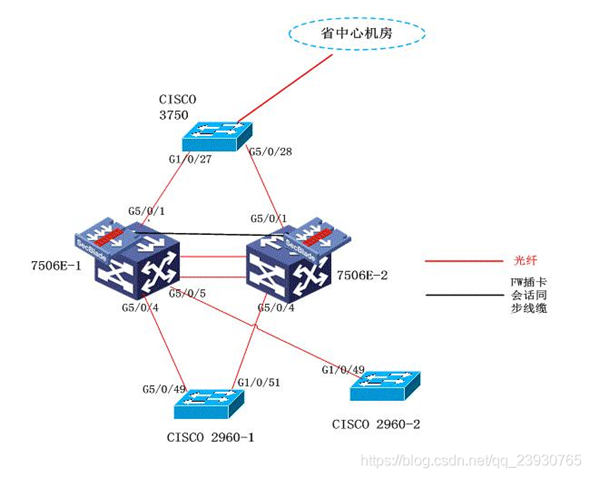 省中心机房
CISCO
3750
G1/0/27
G5/0/28
G5/0/1
G5/0/1
SecBlade
SecBlade
7506E-1
7506E-2
G5/0/5
G5/0/4
G5/0/4
光纤
FW插卡
会话同
步线缆
G5/0/49
G1/0/51
G1/0/49
CISCO 2960-1
CISCO 2960-2
https://blog.csdn.net/qq_23930765